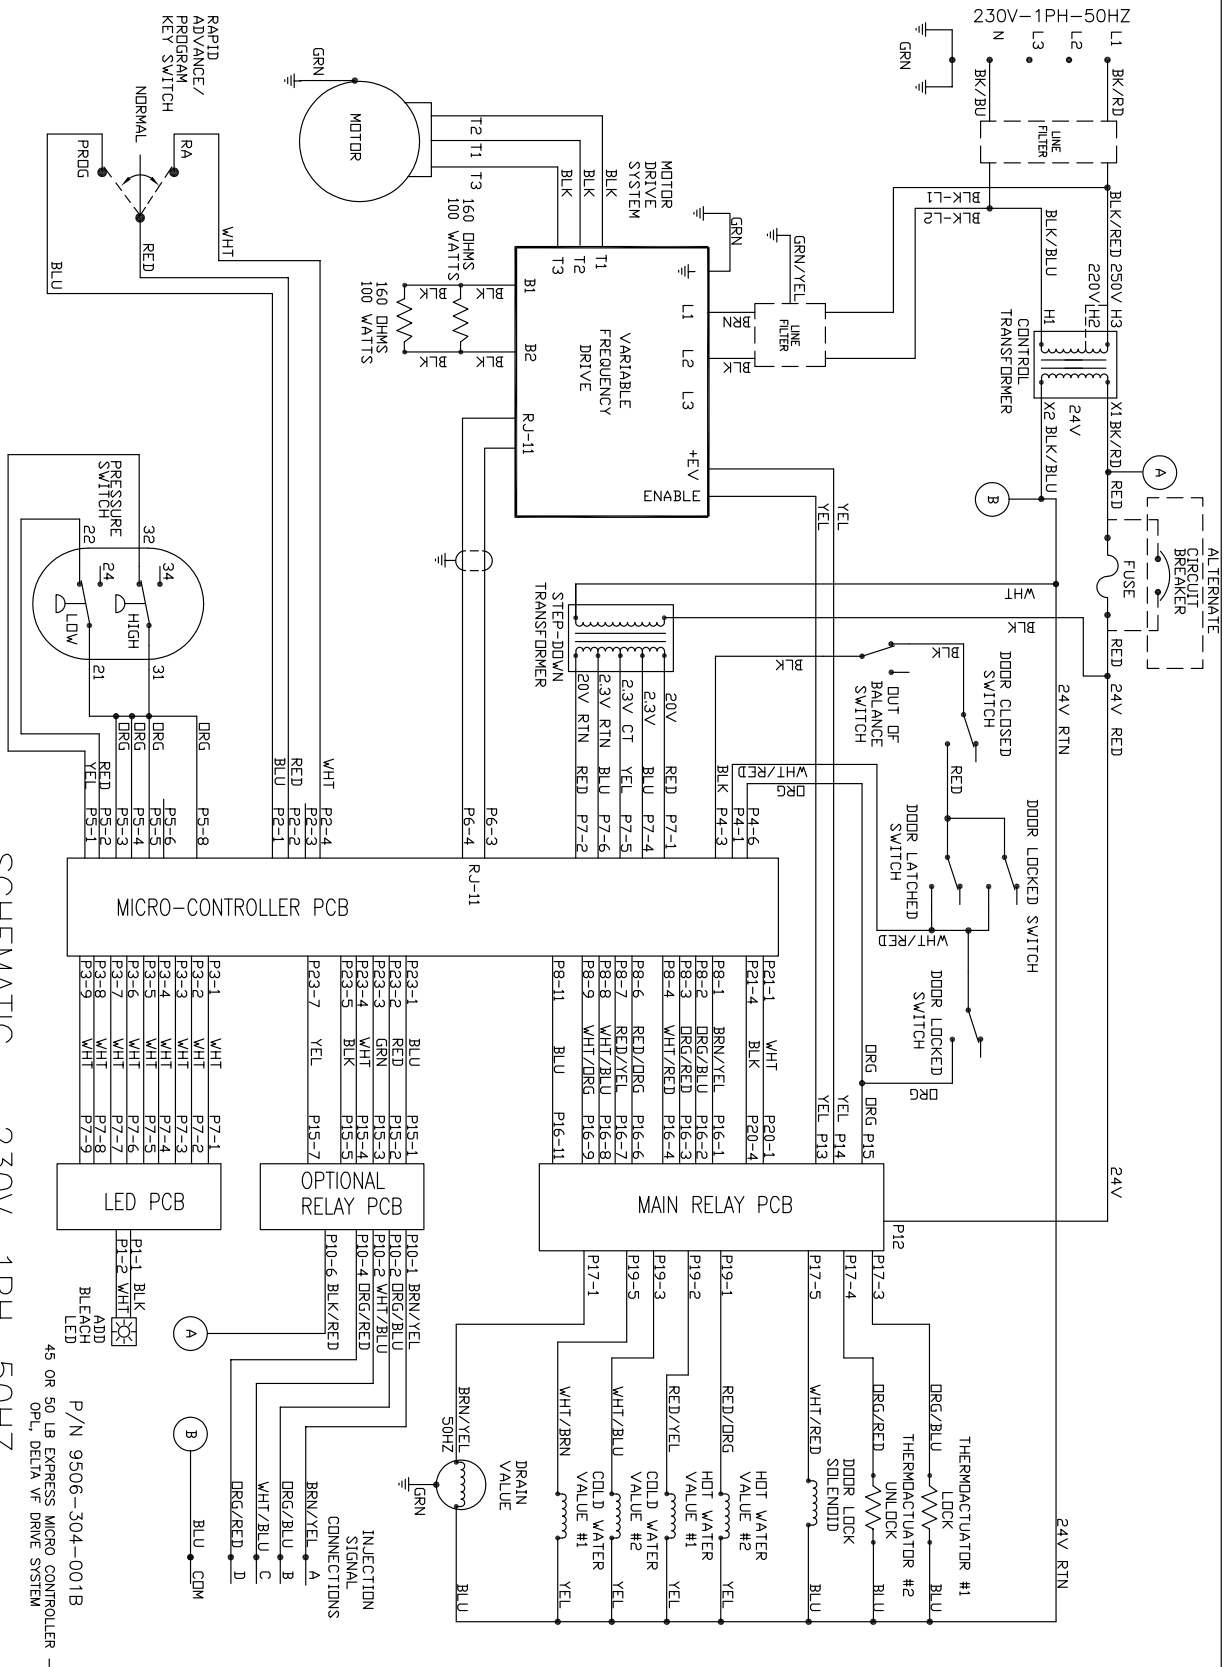 230V-1PH-50HZ
L1
L2
L3
N
GRN
BK/RD
BK/BU
LINE
FILTER
BLK-L1
BLK-L2
BLK/RED
BLK/BLU
250V H3
220V H2
H1
CONTROL
TRANSFORMER
X1
24V
X2
BK/RD
BLK/BLU
A
B
RED
ALTERNATE
CIRCUIT
BREAKER
FUSE
RED
24V RED
24V RTN
WHT
BLK
24V
24V RTN
MOTOR
GRN
T2
T1
T3
BLK
BLK
BLK
MOTOR
DRIVE
SYSTEM
GRN
GRN/YEL
LINE
FILTER
BRN
BLK
T1
T2
T3
L1
L2
L3
+EV
ENABLE
B1
B2
RJ-11
VARIABLE
FREQUENCY
DRIVE
YEL
YEL
160 OHMS
100 WATTS
BLK
BLK
BLK
BLK
160 OHMS
100 WATTS
RAPID
ADVANCE/
PROGRAM
KEY SWITCH
NORMAL
RA
PROG
WHT
RED
BLU
PRESSURE
SWITCH
32
34
22
24
HIGH
LOW
31
21
ORG
ORG
ORG
ORG
RED
YEL
P5-8
P5-6
P5-5
P5-4
P5-3
P5-2
P5-1
WHT
RED
BLU
P2-4
P2-3
P2-2
P2-1
P6-3
P6-4
RJ-11
STEP-DOWN
TRANSFORMER
20V
2.3V
2.3V CT
2.3V RTN
20V RTN
RED
BLU
YEL
BLU
RED
P7-1
P7-4
P7-5
P7-6
P7-2
BLK
BLK
OUT OF
BALANCE
SWITCH
DOOR CLOSED
SWITCH
RED
WHT/RED
ORG
BLK
P4-6
P4-1
P4-3
DOOR LOCKED SWITCH
DOOR LATCHED
SWITCH
WHT/RED
DOOR LOCKED
SWITCH
ORG
ORG
MICRO-CONTROLLER PCB
P21-1 WHT P20-1
P21-4 BLK P20-4
P8-1 BRN/YEL P16-1
P8-2 ORG/BLU P16-2
P8-3 ORG/RED P16-3
P8-4 WHT/RED P16-4
P8-6 RED/ORG P16-6
P8-7 RED/YEL P16-7
P8-8 WHT/BLU P16-8
P8-9 WHT/ORG P16-9
P8-11 BLU P16-11
ORG P15
YEL P14
YEL P13
P23-1 BLU P15-1
P23-2 RED P15-2
P23-3 GRN P15-3
P23-4 WHT P15-4
P23-5 BLK P15-5
P23-7 YEL P15-7
P3-1 WHT P7-1
P3-2 WHT P7-2
P3-3 WHT P7-3
P3-4 WHT P7-4
P3-5 WHT P7-5
P3-6 WHT P7-6
P3-7 WHT P7-7
P3-8 WHT P7-8
P3-9 WHT P7-9
MAIN RELAY PCB
P12
OPTIONAL
RELAY PCB
LED PCB
P17-3
P17-4
P17-5
P19-1
P19-2
P19-3
P19-5
P17-1
P10-1 BRN/YEL
P10-2 ORG/BLU
P10-2 WHT/BLU
P10-4 ORG/RED
P10-6 BLK/RED
P1-1 BLK
P1-2 WHT
ADD
BLEACH
LED
A
B
THERMOACTUATOR #1
LOCK
ORG/BLU
BLU
THERMOACTUATOR #2
UNLOCK
ORG/RED
BLU
DOOR LOCK
SOLENOID
WHT/RED
BLU
HOT WATER
VALUE #2
RED/ORG
YEL
HOT WATER
VALUE #1
RED/YEL
YEL
COLD WATER
VALUE #2
WHT/BLU
YEL
COLD WATER
VALUE #1
WHT/BRN
YEL
DRAIN
VALUE
BRN/YEL
50HZ
GRN
BLU
INJECTION
SIGNAL
CONNECTIONS
BRN/YEL A
ORG/BLU B
WHT/BLU C
ORG/RED D
BLU COM
P/N 9506-304-001B
45 OR 50 LB EXPRESS MICRO CONTROLLER -
OPL, DELTA VF DRIVE SYSTEM
SCHEMATIC 230V 1PH 50HZ